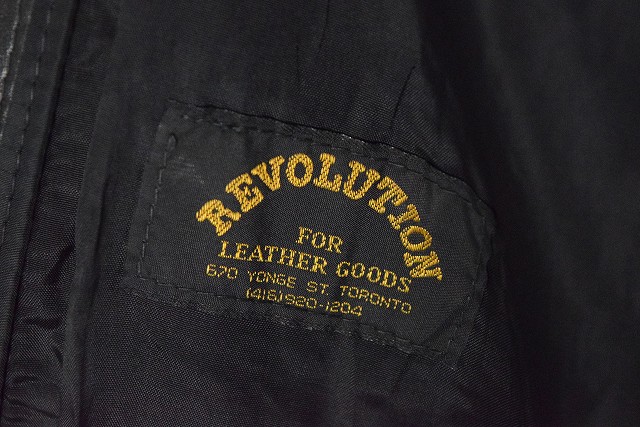 REVOLUTION
FOR
LEATHER GOODS
670 YONGE ST. TORONTO
(416)920-1204